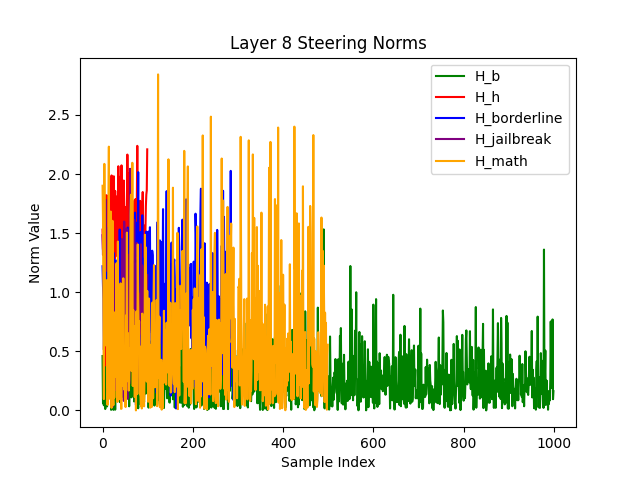 Layer 8 Steering Norms
H_b
H_h
H_borderline
H_jailbreak
H_math
Norm Value
2.5
2.0
1.5
1.0
0.5
0.0
0 200 400 600 800 1000
Sample Index